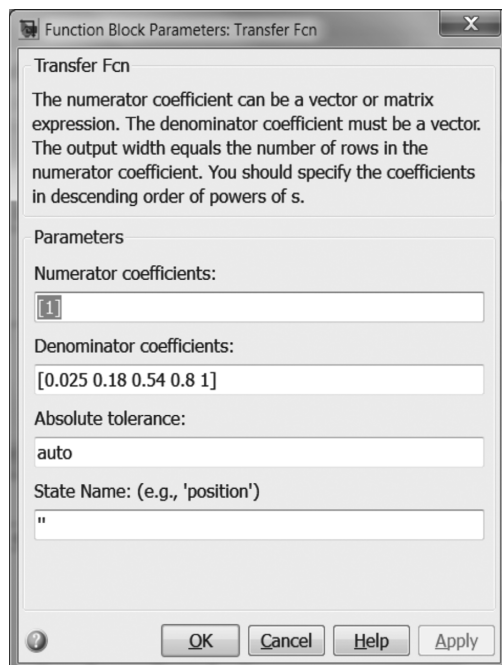 Function Block Parameters: Transfer Fcn
X
Transfer Fcn
The numerator coefficient can be a vector or matrix
expression. The denominator coefficient must be a vector.
The output width equals the number of rows in the
numerator coefficient. You should specify the coefficients
in descending order of powers of s.
Parameters
Numerator coefficients:
[1]
Denominator coefficients:
[0.025 0.18 0.54 0.8 1]
Absolute tolerance:
auto
State Name: (e.g., 'position')
''
?
OK Cancel Help Apply